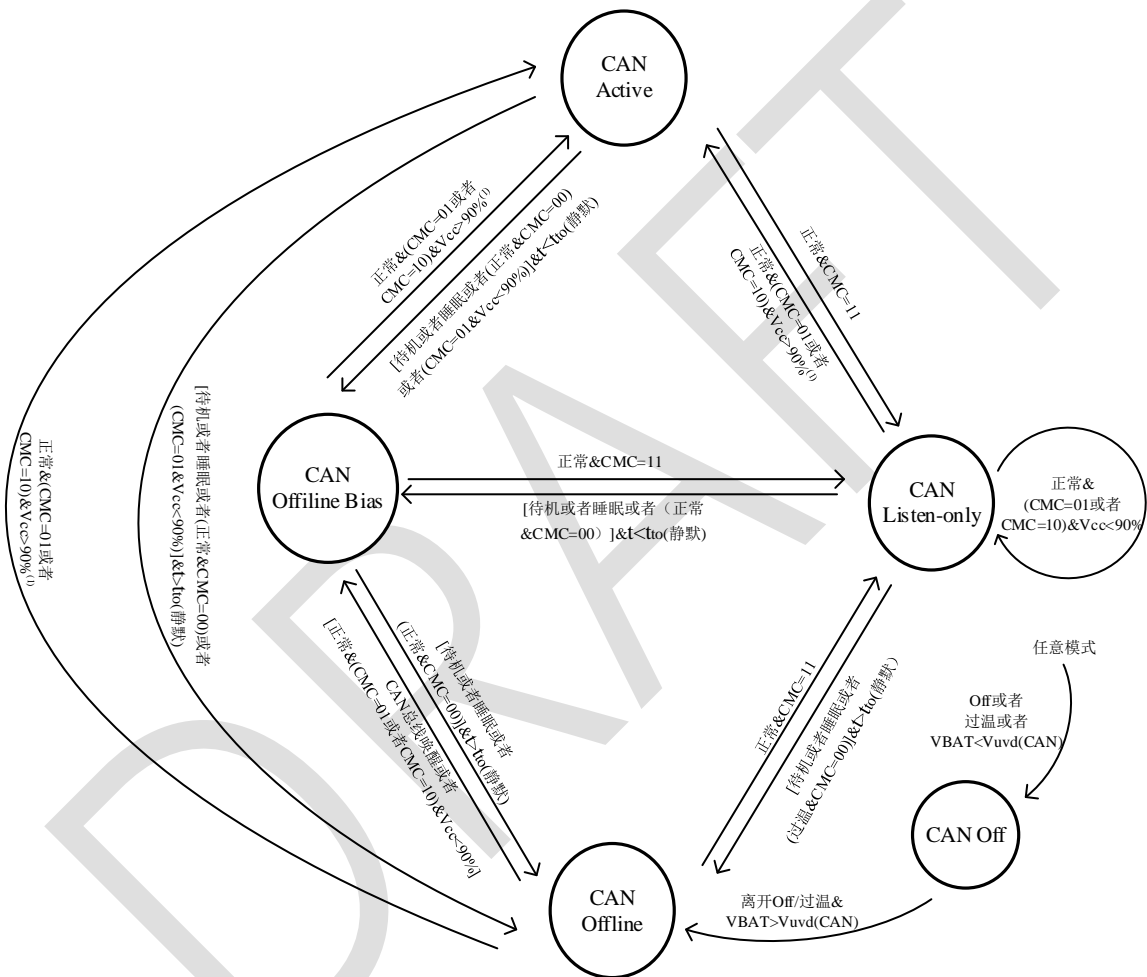 CAN
Active
正常&(CMC=01或者
CMC=10)&Vcc>90%⁽¹⁾
[待机或者睡眠或者(正常&CMC=00)
或者(CMC=01&Vcc<90%)]&t<tto(静默)
正常&CMC=11
正常&(CMC=01或者
CMC=10)&Vcc>90%⁽¹⁾
正常&(CMC=01或者
CMC=10)&Vcc>90%⁽¹⁾
[待机或者睡眠或者(正常&CMC=00)或者
(CMC=01&Vcc<90%)]&t>tto(静默)
CAN
Offiline Bias
正常&CMC=11
[待机或者睡眠或者（正常
&CMC=00）]&t<tto(静默)
CAN
Listen-only
正常&
(CMC=01或者
CMC=10)&Vcc<90%
[待机或者睡眠或者
(正常&CMC=00)]&t>tto(静默)
CAN总线唤醒或者
[正常&(CMC=01或者CMC=10)&Vcc<90%]
正常&CMC=11
[待机或者睡眠或者
(过温&CMC=00)]&t>tto(静默)
任意模式
Off或者
过温或者
VBAT<Vuvd(CAN)
CAN Off
离开Off/过温&
VBAT>Vuvd(CAN)
CAN
Offline
DRAFT